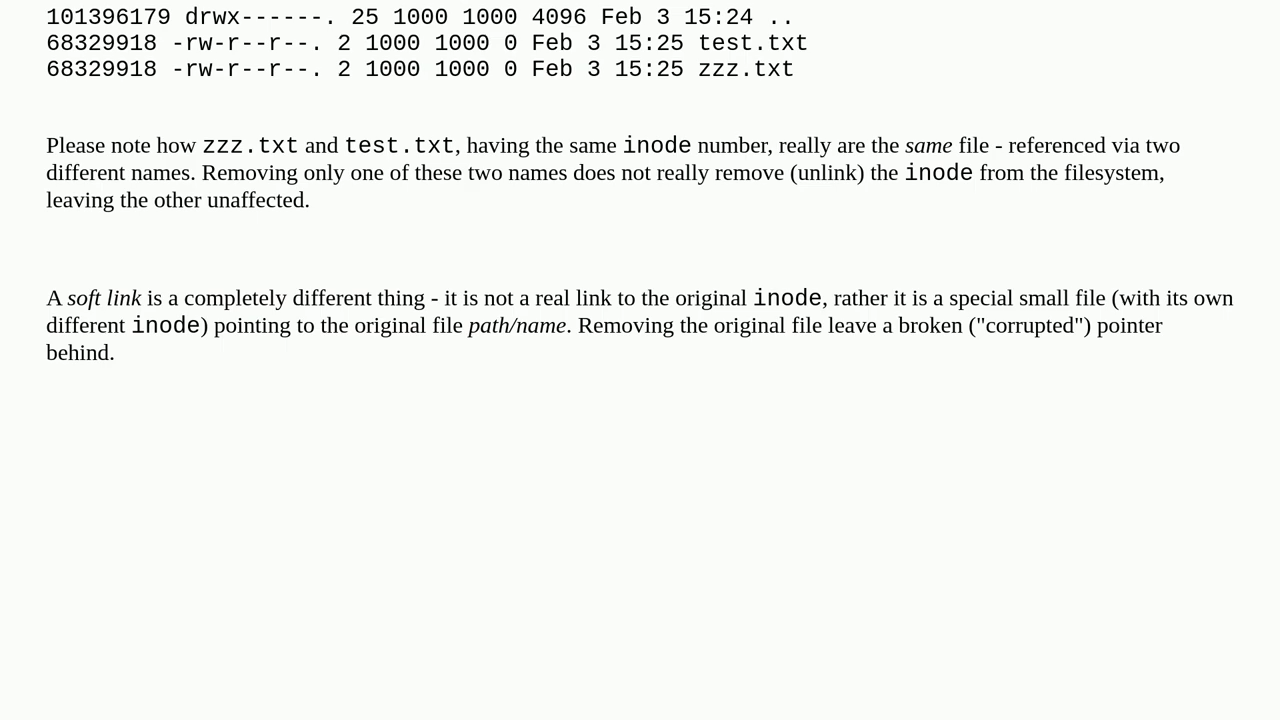 101396179 drwx------. 25 1000 1000 4096 Feb 3 15:24 ..
68329918 -rw-r--r--. 2 1000 1000 0 Feb 3 15:25 test.txt
68329918 -rw-r--r--. 2 1000 1000 0 Feb 3 15:25 zzz.txt
Please note how zzz.txt and test.txt, having the same inode number, really are the same file - referenced via two
different names. Removing only one of these two names does not really remove (unlink) the inode from the filesystem,
leaving the other unaffected.
A soft link is a completely different thing - it is not a real link to the original inode, rather it is a special small file (with its own
different inode) pointing to the original file path/name. Removing the original file leave a broken ("corrupted") pointer
behind.